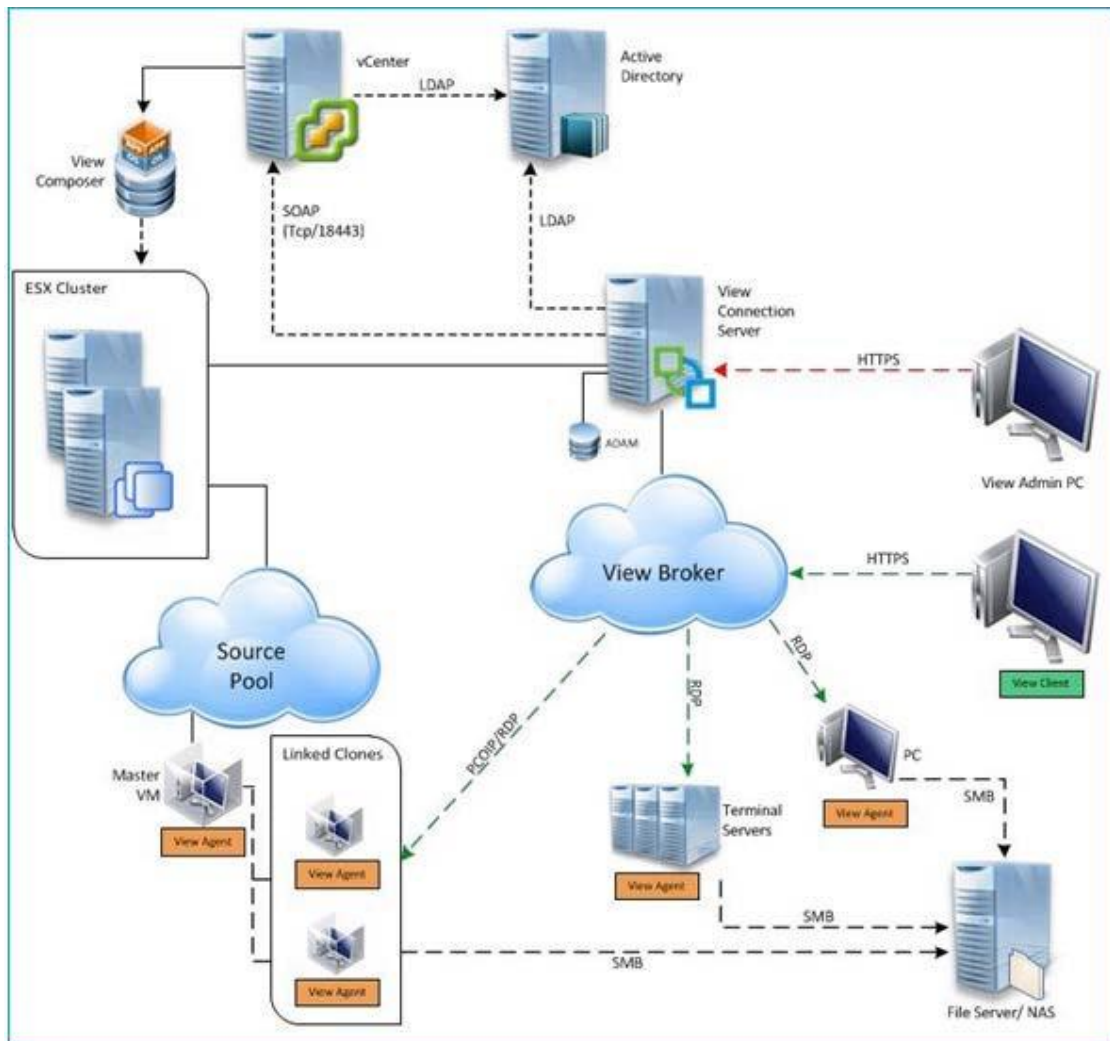 vCenter
LDAP
Active
Directory
View
Composer
SOAP
(Tcp/18443)
LDAP
ESX Cluster
View
Connection
Server
HTTPS
ADAM
View Admin PC
View Broker
HTTPS
Source
Pool
RDP
RDP
View Client
PCOIP/RDP
Linked Clones
Master
VM
PC
SMB
Terminal
Servers
View Agent
View Agent
View Agent
View Agent
SMB
View Agent
SMB
File Server/ NAS